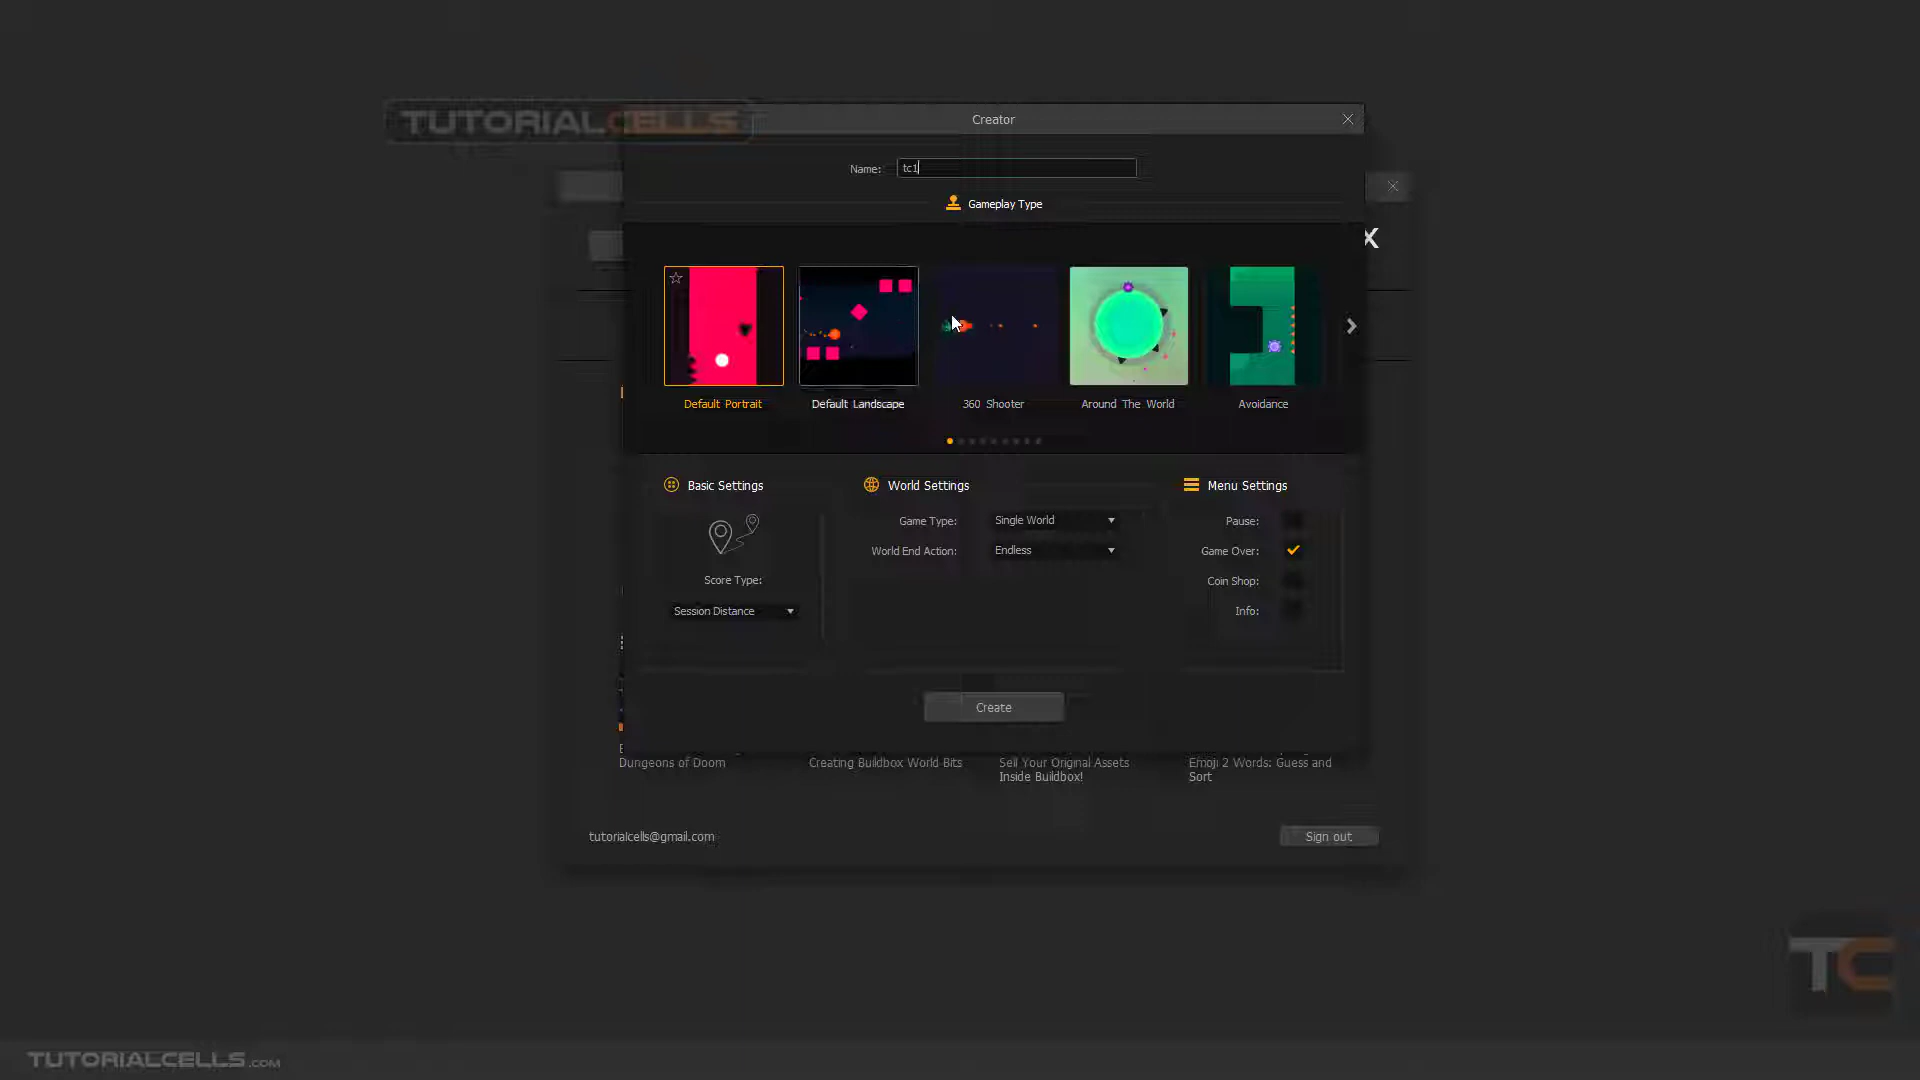 TUTORIALCELLS
Creator
Name: tc1
Gameplay Type
X
Default Portrait
Default Landscape
360 Shooter
Around The World
Avoidance
Basic Settings
World Settings
Menu Settings
Score Type:
Session Distance
Game Type: Single World
World End Action: Endless
Pause:
Game Over:
Coin Shop:
Info:
Create
Dungeons of Doom
Creating Buildbox World Bits
Sell Your Original Assets
Inside Buildbox!
Emoji 2 Words: Guess and
Sort
tutorialcells@gmail.com
Sign out
TC
TUTORIALCELLS.COM